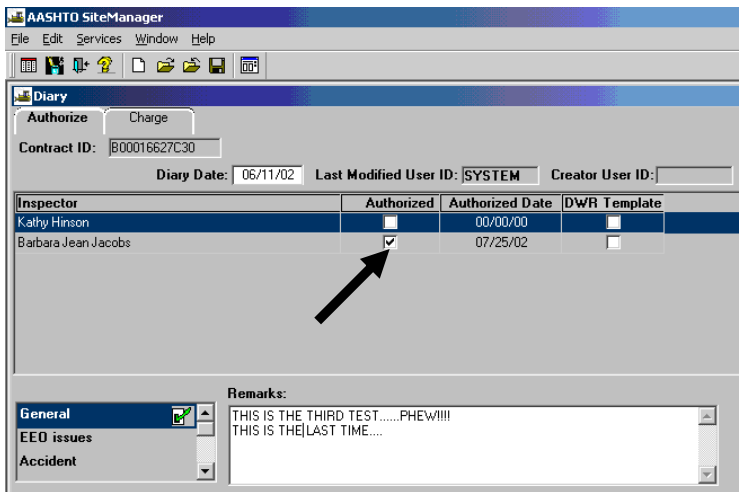 AASHTO SiteManager
File Edit Services Window Help
Diary
Authorize Charge
Contract ID: B00016627C30
Diary Date: 06/11/02 Last Modified User ID: SYSTEM Creator User ID:
Inspector Authorized Authorized Date DWR Template
Kathy Hinson 00/00/00
Barbara Jean Jacobs 07/25/02
Remarks:
General
EEO issues
Accident
THIS IS THE THIRD TEST......PHEW!!!!
THIS IS THE LAST TIME....